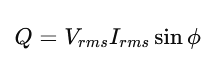 Q = V_{rms} I_{rms} \sin \phi